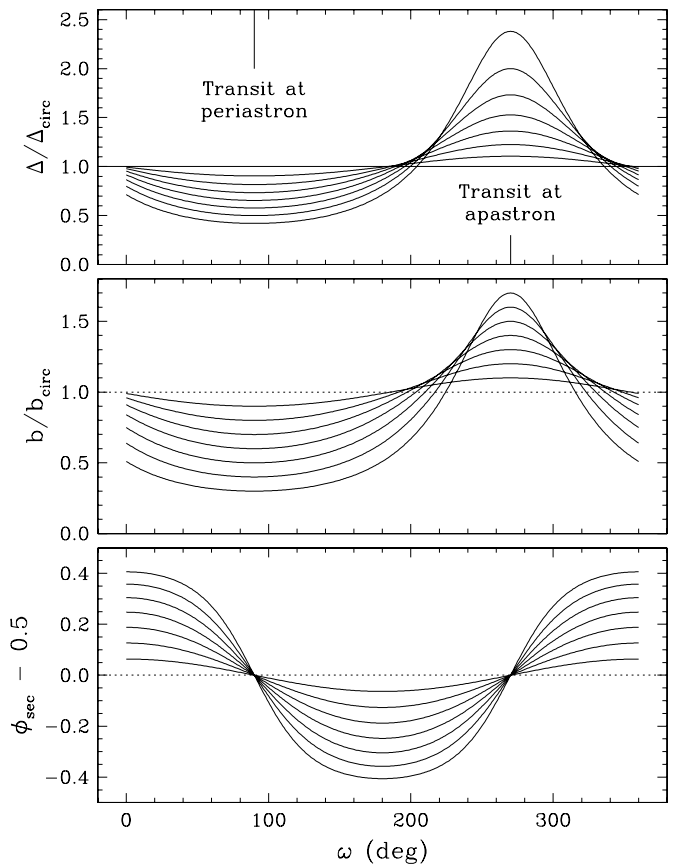 2.5
2.0
Transit at
periastron
1.5
Δ/Δcirc
1.0
Transit at
apastron
0.5
0.0
1.5
1.0
b/bcirc
0.5
0.0
0.4
0.2
0.0
ϕsec − 0.5
−0.2
−0.4
0 100 200 300
ω (deg)